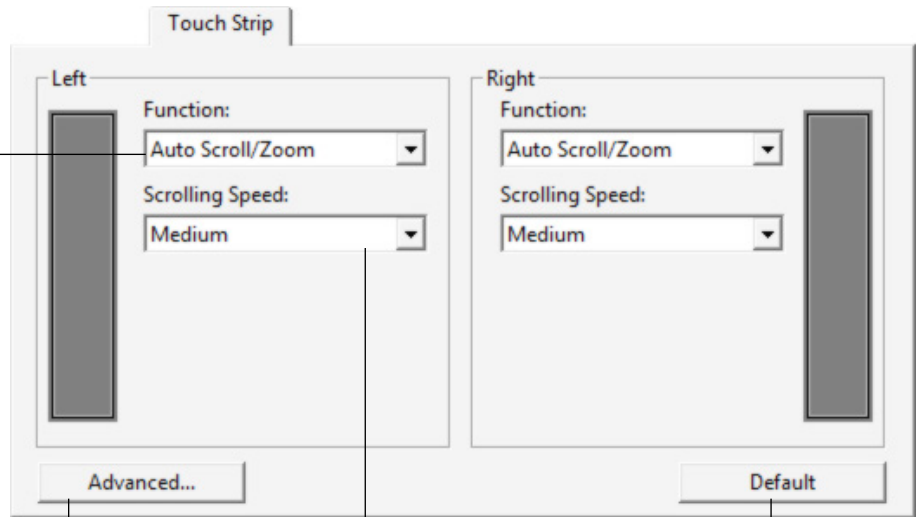 Touch Strip
Left
Function:
Auto Scroll/Zoom
Scrolling Speed:
Medium
Right
Function:
Auto Scroll/Zoom
Scrolling Speed:
Medium
Advanced...
Default